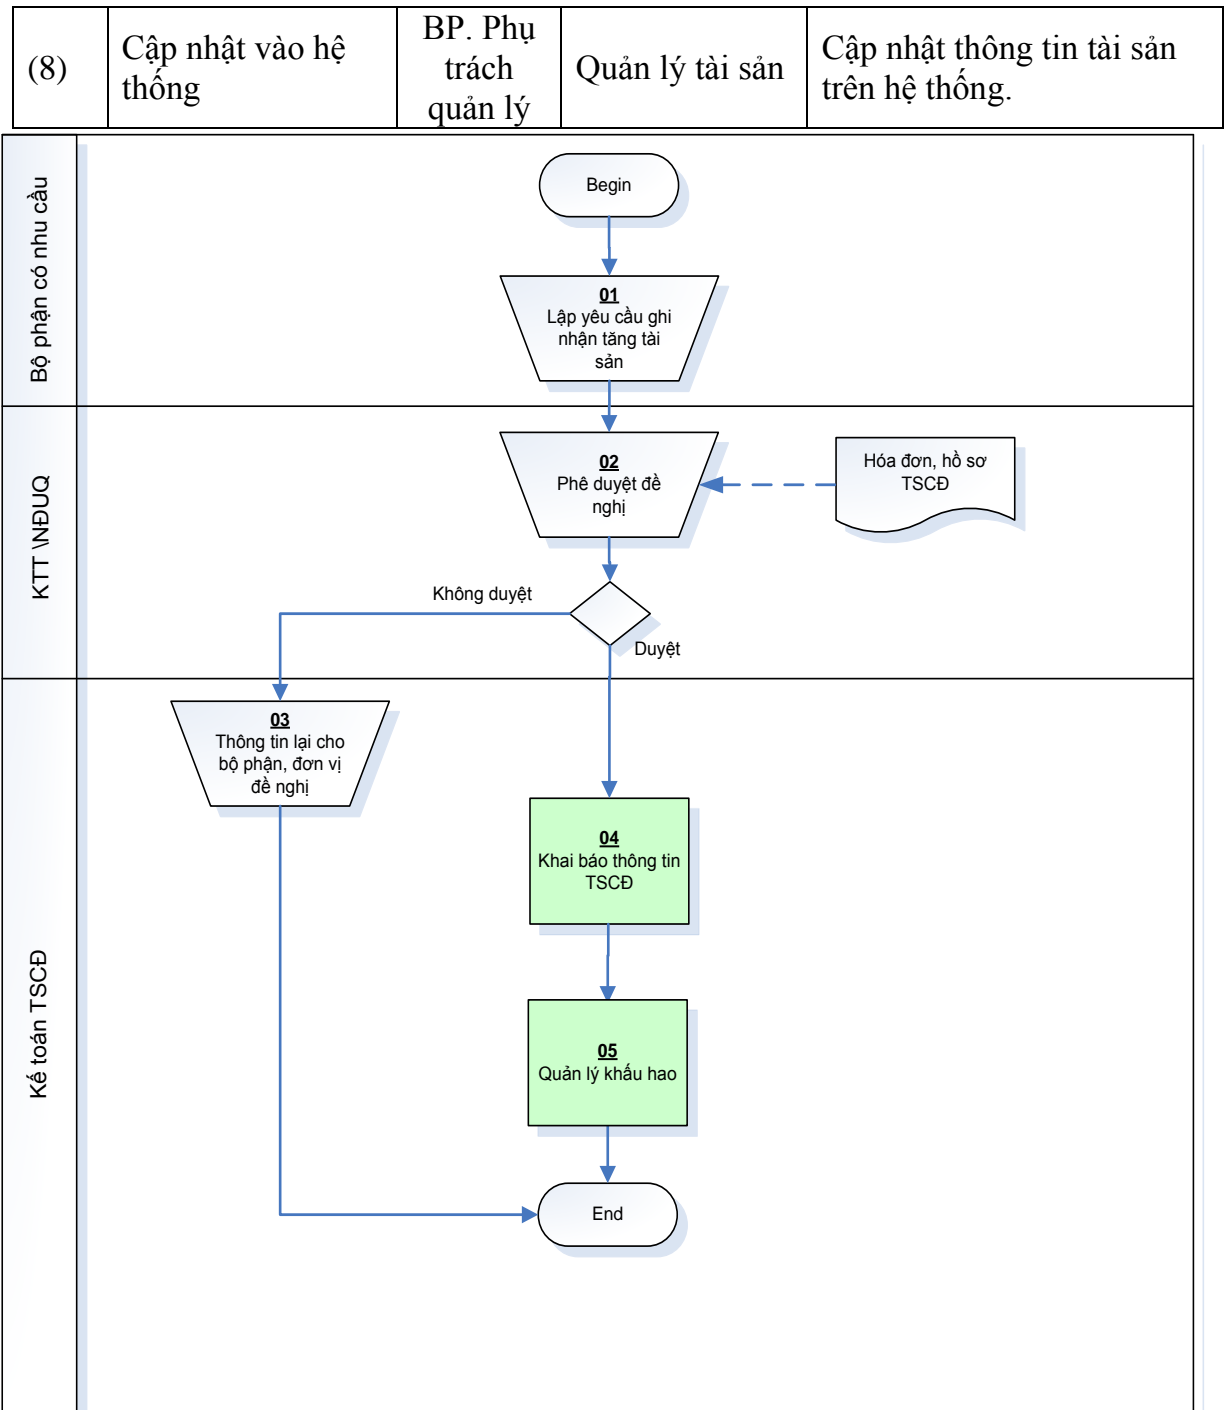 (8)
Cập nhật vào hệ
thống
BP. Phụ
trách
quản lý
Quản lý tài sản
Cập nhật thông tin tài sản
trên hệ thống.
Bộ phận có nhu cầu
Begin
01
Lập yêu cầu ghi
nhận tăng tài
sản
KTT \NĐUQ
02
Phê duyệt đề
nghị
Hóa đơn, hồ sơ
TSCĐ
Không duyệt
Duyệt
Kế toán TSCĐ
03
Thông tin lại cho
bộ phận, đơn vị
đề nghị
04
Khai báo thông tin
TSCĐ
05
Quản lý khấu hao
End